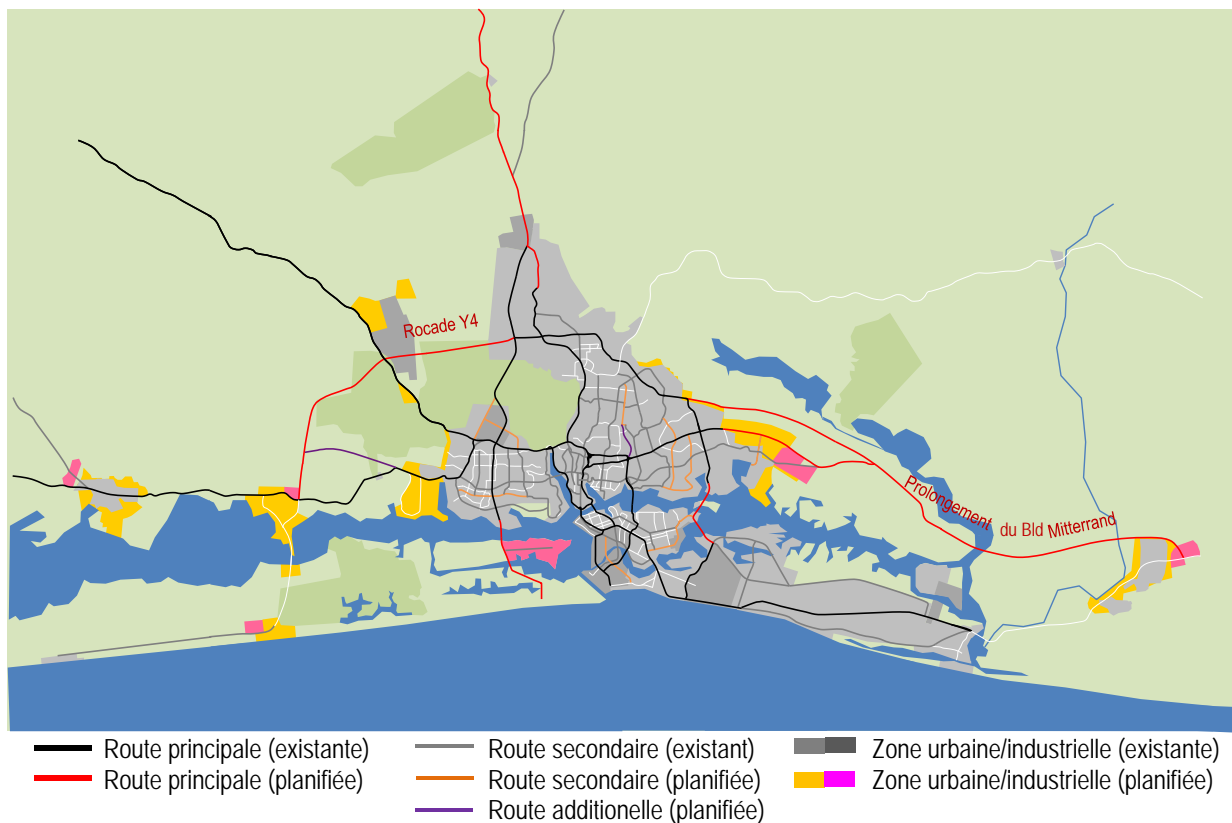 Rocade Y4
Prolongement du Bld Mitterrand
Route principale (existante)
Route principale (planifiée)
Route secondaire (existant)
Route secondaire (planifiée)
Route additionelle (planifiée)
Zone urbaine/industrielle (existante)
Zone urbaine/industrielle (planifiée)